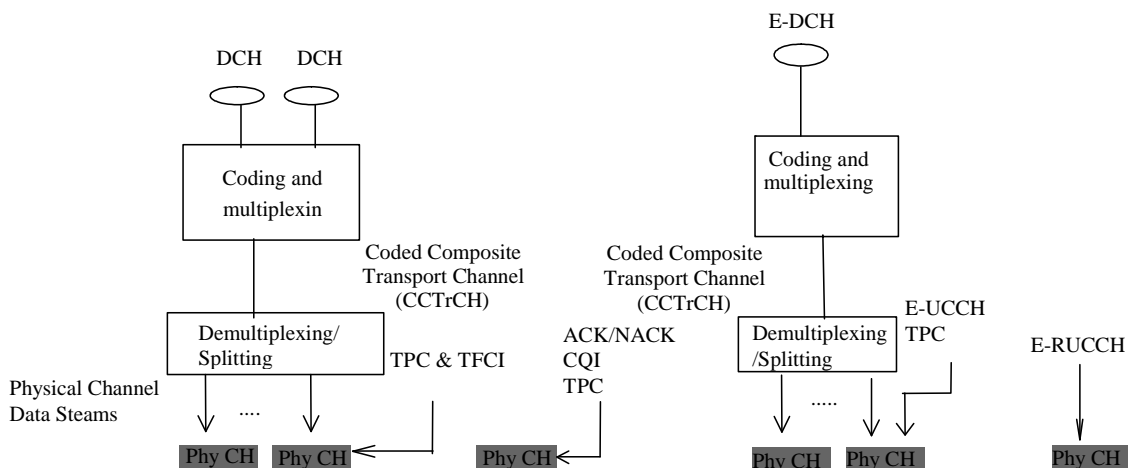 E-DCH
DCH DCH
Coding and
multiplexin
Coding and
multiplexing
Coded Composite
Transport Channel
(CCTrCH)
Coded Composite
Transport Channel
(CCTrCH)
Demultiplexing/
Splitting
TPC & TFCI
ACK/NACK
CQI
TPC
Demultiplexing
/Splitting
E-UCCH
TPC
E-RUCCH
Physical Channel
Data Steams
....
.....
Phy CH Phy CH Phy CH Phy CH Phy CH Phy CH